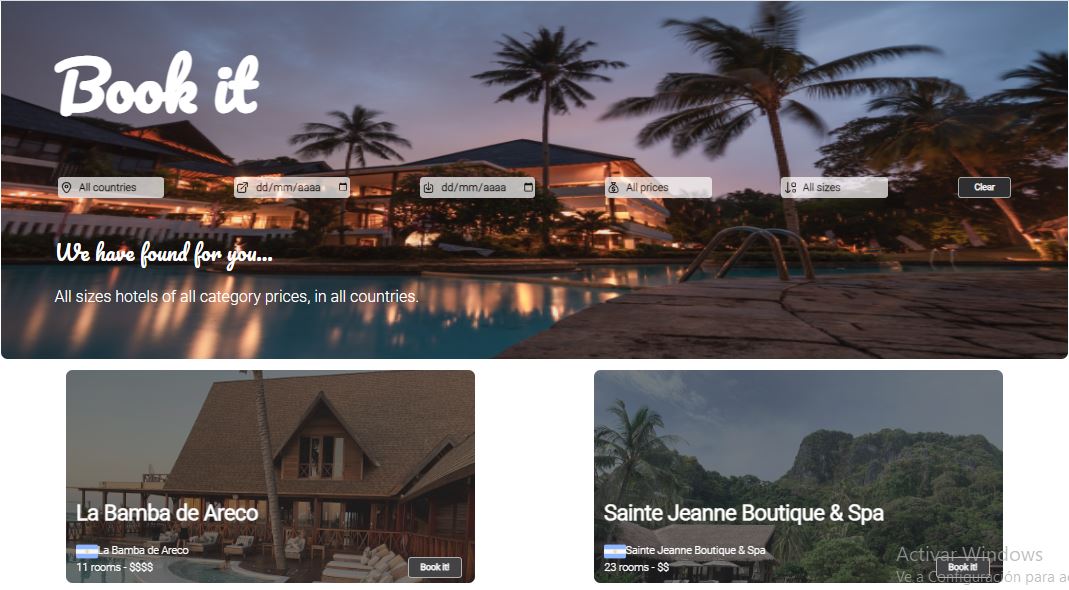 Book it
All countries
dd/mm/aaaa
dd/mm/aaaa
All prices
All sizes
Clear
We have found for you...
All sizes hotels of all category prices, in all countries.
La Bamba de Areco
La Bamba de Areco
11 rooms - $$$$
Book it!
Sainte Jeanne Boutique & Spa
Sainte Jeanne Boutique & Spa
23 rooms - $$
Book it!
Activar Windows
Ve a Configuración para a